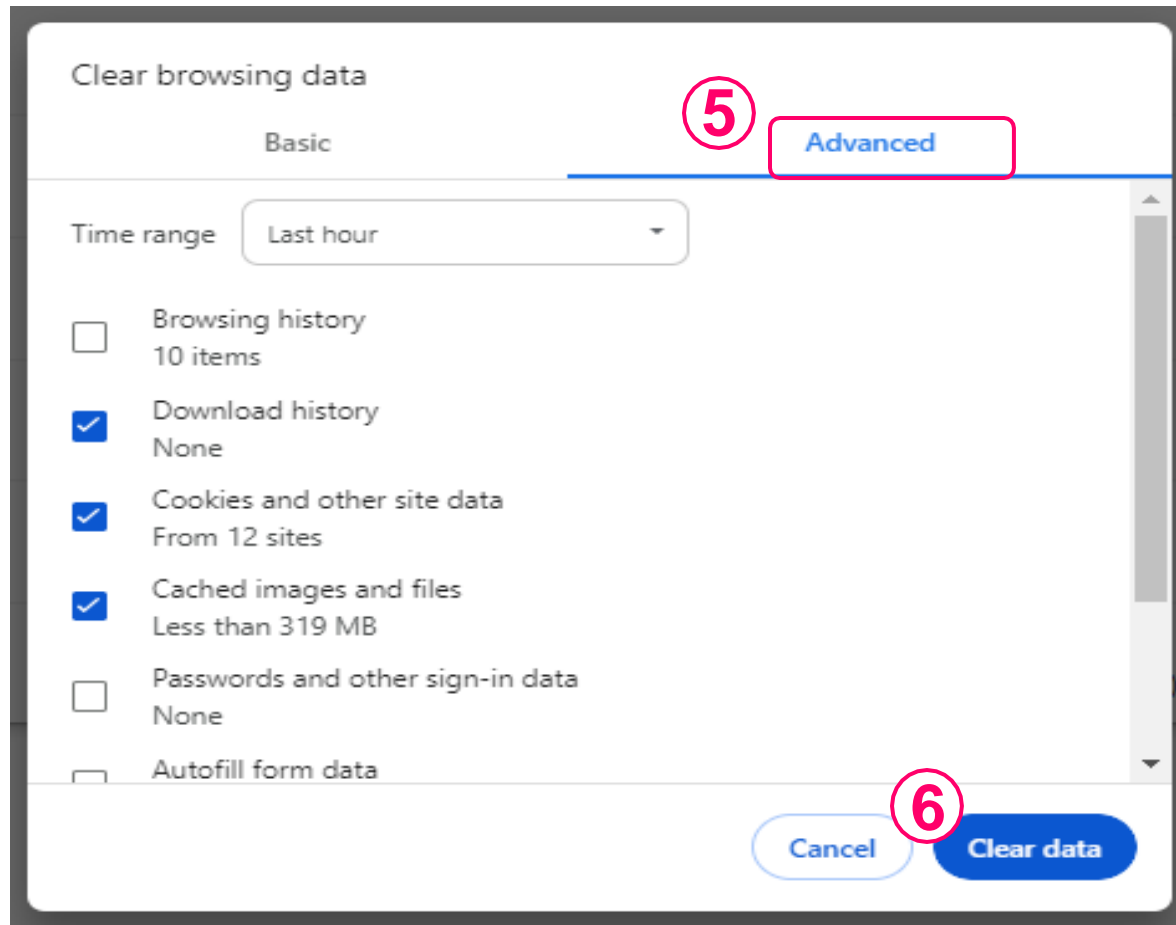 Clear browsing data
Basic
⑤
Advanced
Time range
Last hour
Browsing history
10 items
Download history
None
Cookies and other site data
From 12 sites
Cached images and files
Less than 319 MB
Passwords and other sign-in data
None
Autofill form data
⑥
Cancel
Clear data